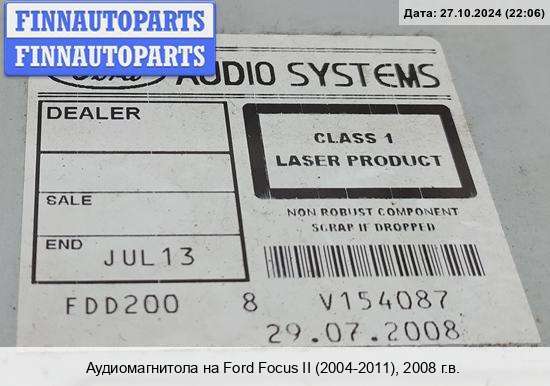 Дата: 27.10.2024 (22:06)
FINNAUTOPARTS
FINNAUTOPARTS
AUDIO SYSTEMS
DEALER
CLASS 1
LASER PRODUCT
SALE
NON ROBUST COMPONENT
SCRAP IF DROPPED
END
JUL13
FDD200 8 V154087
29.07.2008
Аудиомагнитола на Ford Focus II (2004-2011), 2008 г.в.